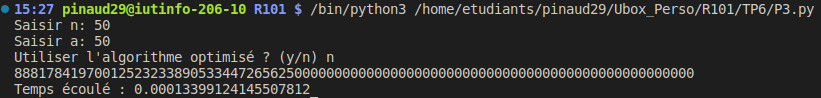 15:27 pinaud29@iutinfo-206-10 R101 $ /bin/python3 /home/etudiants/pinaud29/Ubox_Perso/R101/TP6/P3.py
Saisir n: 50
Saisir a: 50
Utiliser l'algorithme optimisé ? (y/n) n
8881784197001252323389053344726562500000000000000000000000000000000000000000000000000
Temps écoulé : 0.00013399124145507812